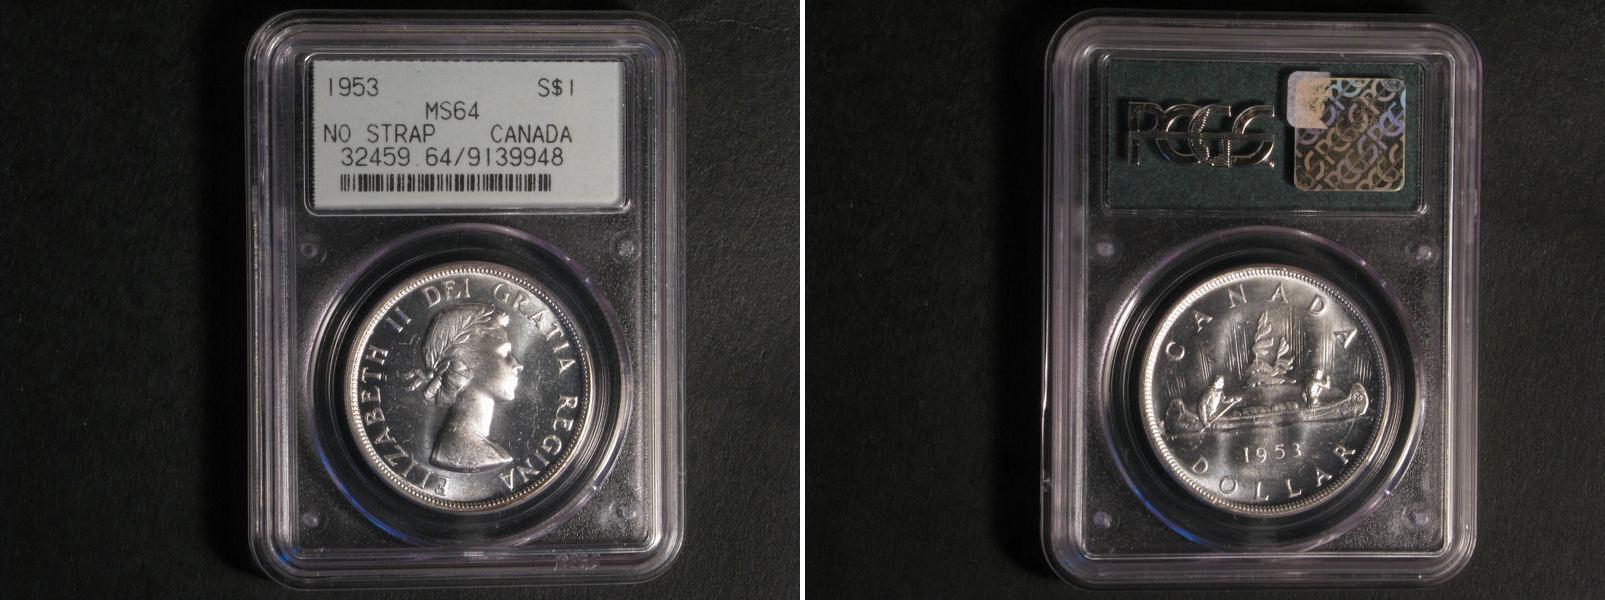 1953 S$1
MS64
NO STRAP CANADA
32459.64/9139948
ELIZABETH II DEI GRATIA REGINA
PCGS
CANADA
1953
DOLLAR